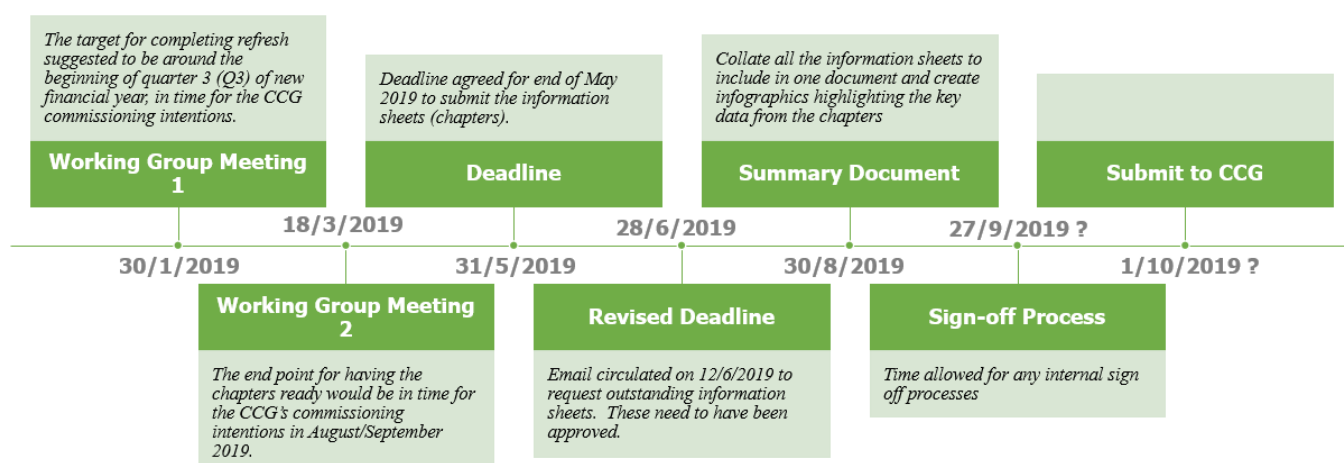 The target for completing refresh
suggested to be around the
beginning of quarter 3 (Q3) of new
financial year, in time for the CCG
commissioning intentions.
Working Group Meeting
1
Deadline agreed for end of May
2019 to submit the information
sheets (chapters).
Deadline
Collate all the information sheets to
include in one document and create
infographics highlighting the key
data from the chapters
Summary Document
Submit to CCG
18/3/2019
28/6/2019
27/9/2019 ?
30/1/2019
31/5/2019
30/8/2019
1/10/2019 ?
Working Group Meeting
2
The end point for having the
chapters ready would be in time for
the CCG's commissioning
intentions in August/September
2019.
Revised Deadline
Email circulated on 12/6/2019 to
request outstanding information
sheets.  These need to have been
approved.
Sign-off Process
Time allowed for any internal sign
off processes